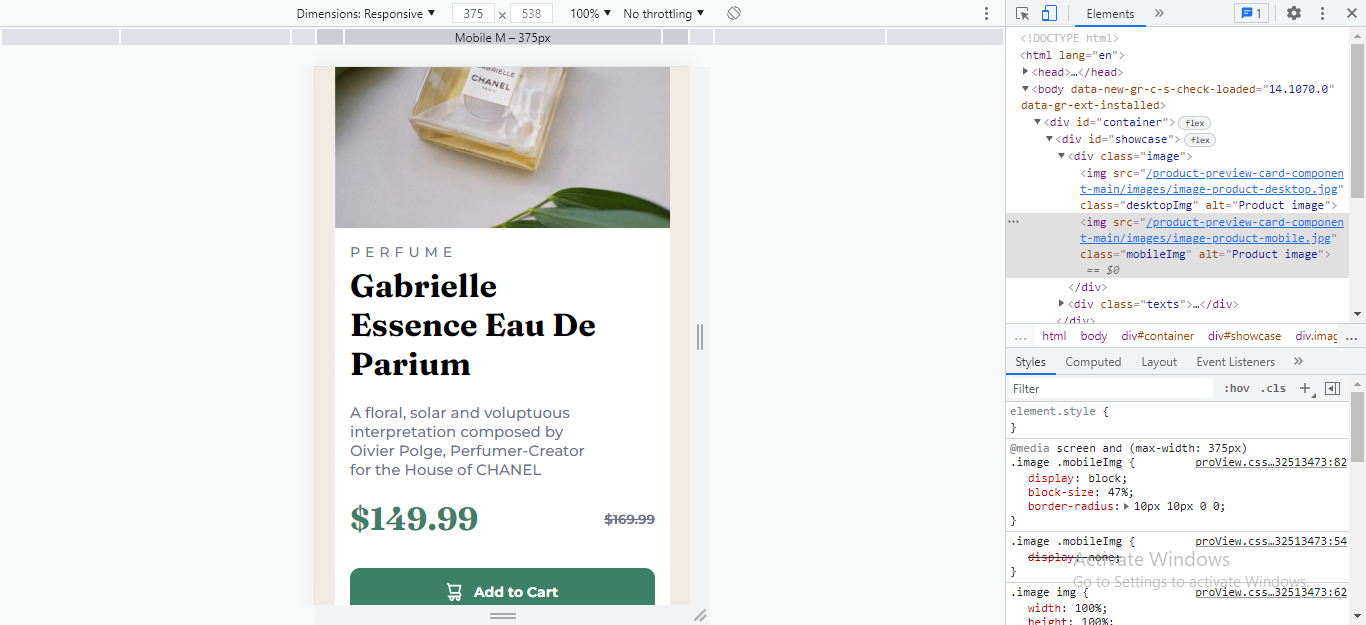 Dimensions: Responsive ▼ 375 × 538 100% ▼ No throttling ▼
Mobile M – 375px
GABRIELLE
CHANEL
PARIS
PERFUME
Gabrielle
Essence Eau De
Parium
A floral, solar and voluptuous
interpretation composed by
Oivier Polge, Perfumer-Creator
for the House of CHANEL
$149.99 $169.99
Add to Cart
Elements » 1
<!DOCTYPE html>
<html lang="en">
<head>…</head>
<body data-new-gr-c-s-check-loaded="14.1070.0"
data-gr-ext-installed>
<div id="container"> flex
<div id="showcase"> flex
<div class="image">
<img src="/product-preview-card-componen
t-main/images/image-product-desktop.jpg"
class="desktopImg" alt="Product image">
<img src="/product-preview-card-componen
t-main/images/image-product-mobile.jpg"
class="mobileImg" alt="Product image">
== $0
</div>
<div class="texts">…</div>
</div>
… html body div#container div#showcase div.imag …
Styles Computed Layout Event Listeners »
Filter :hov .cls +
element.style {
}
@media screen and (max-width: 375px)
.image .mobileImg { proView.css…32513473:82
display: block;
block-size: 47%;
border-radius: 10px 10px 0 0;
}
.image .mobileImg { proView.css…32513473:54
display: none;
}
Activate Windows
Go to Settings to activate Windows.
.image img { proView.css…32513473:62
width: 100%;
height: 100%;